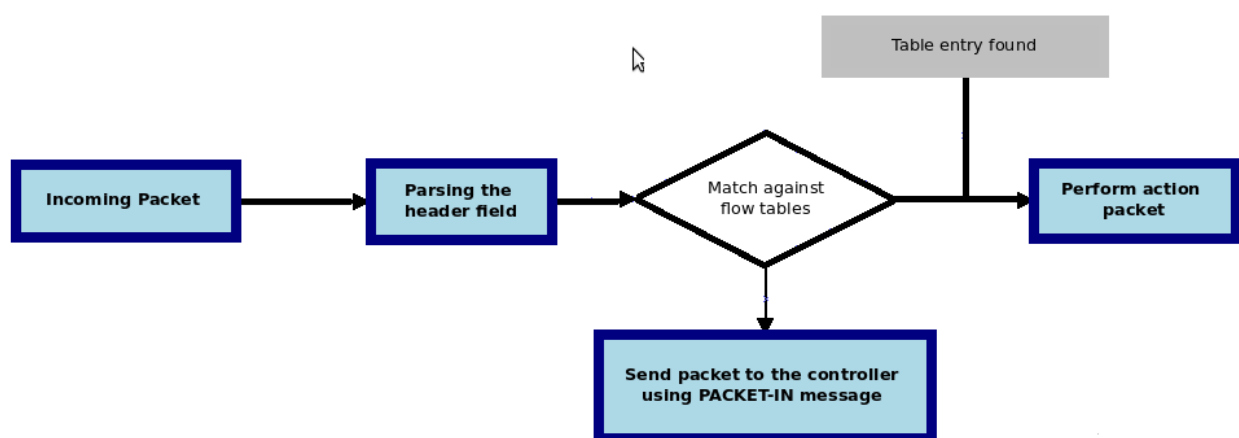 Table entry found
Incoming Packet
Parsing the
header field
Match against
flow tables
Perform action
packet
Send packet to the controller
using PACKET-IN message